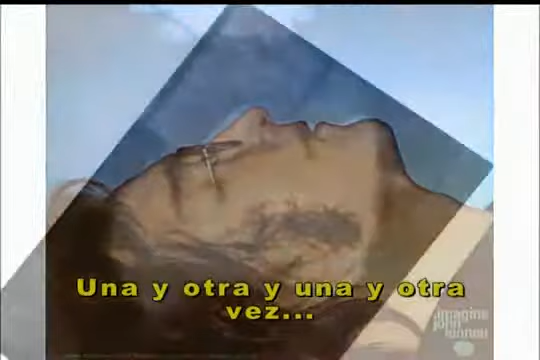 Una y otra y una y otra
vez...
imagine
john
lennon